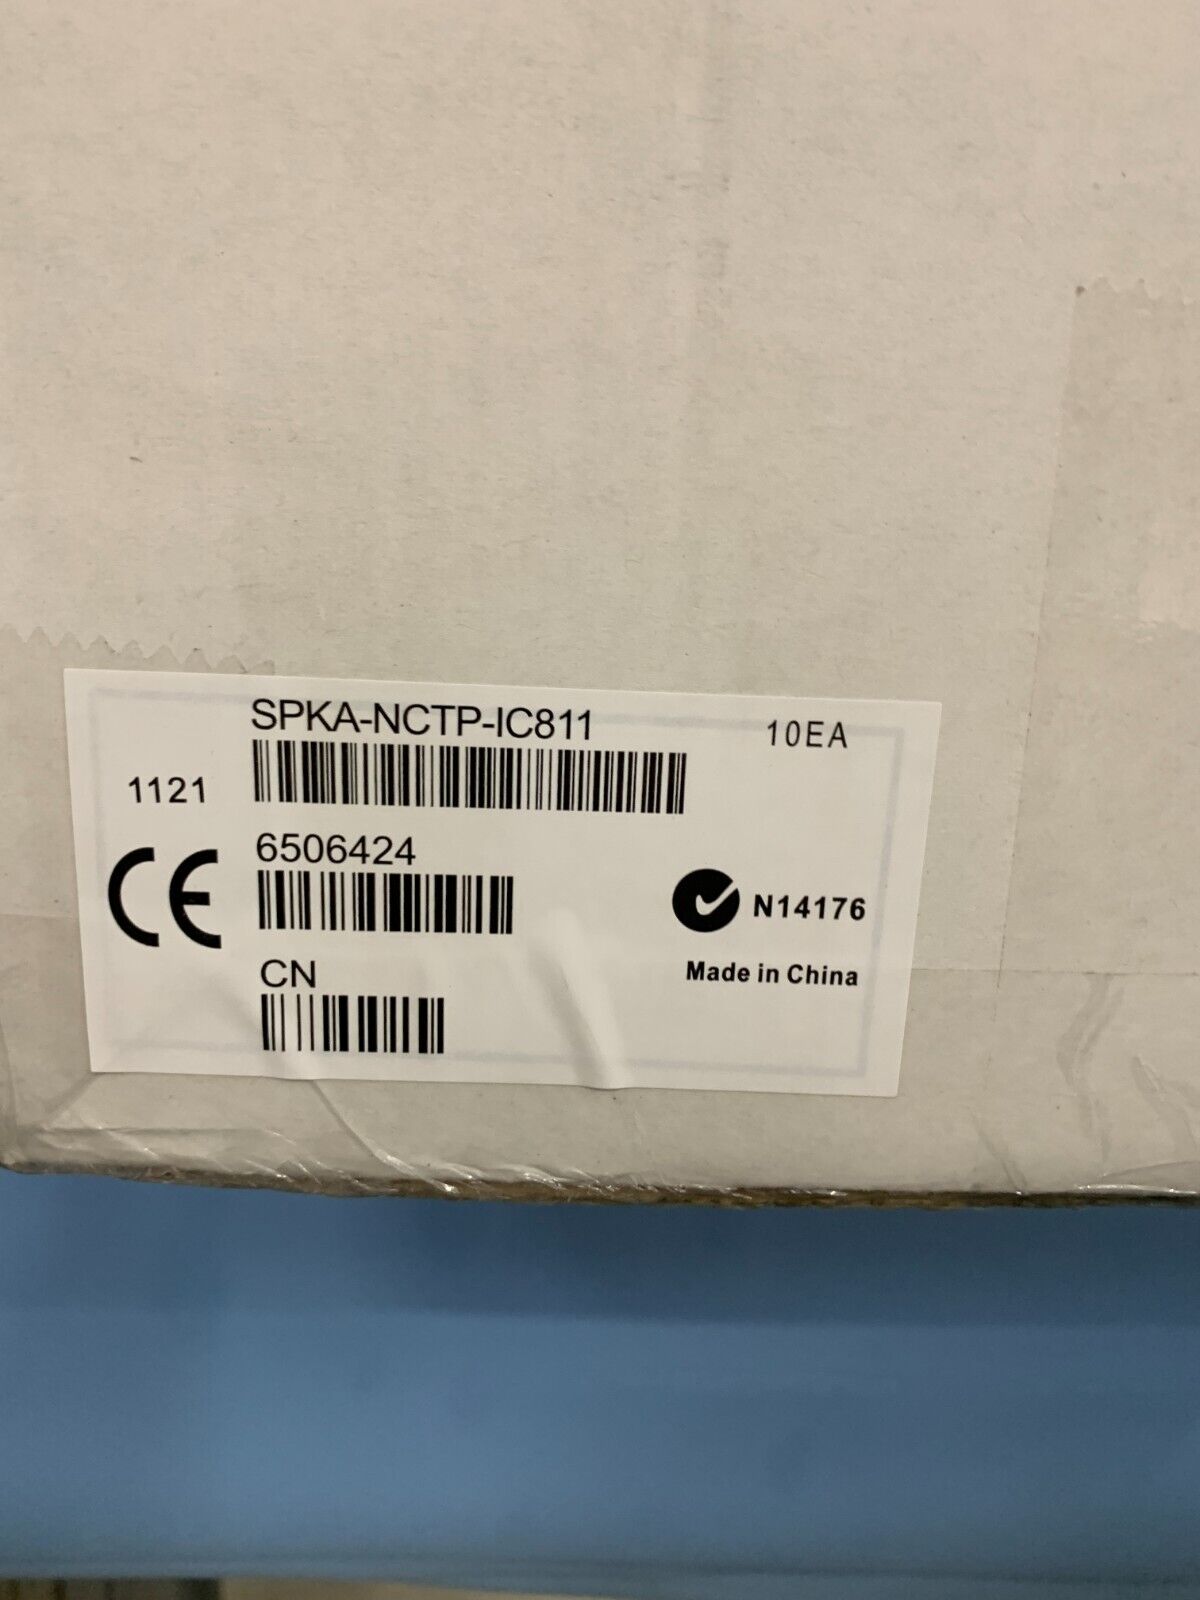 SPKA-NCTP-IC811
10EA
1121
6506424
CE
N14176
CN
Made in China